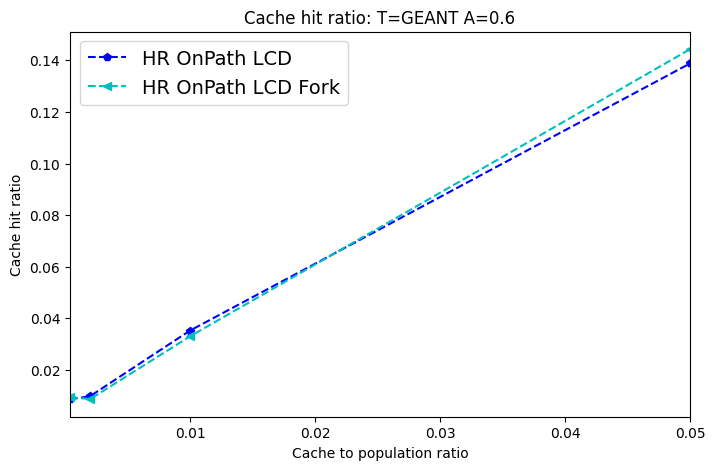 Cache hit ratio: T=GEANT A=0.6
HR OnPath LCD
HR OnPath LCD Fork
Cache hit ratio
0.14
0.12
0.10
0.08
0.06
0.04
0.02
0.01 0.02 0.03 0.04 0.05
Cache to population ratio